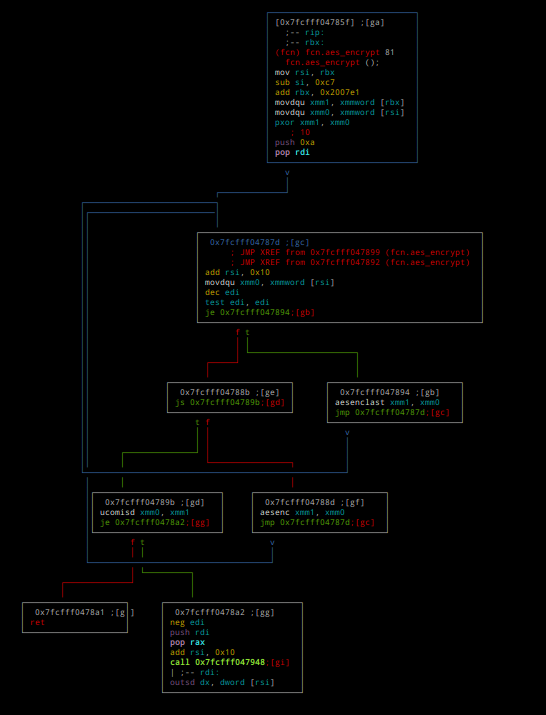 [0x7fcfff04785f] ;[ga]
;-- rip:
;-- rbx:
(fcn) fcn.aes_encrypt 81
fcn.aes_encrypt ();
mov rsi, rbx
sub si, 0xc7
add rbx, 0x2007e1
movdqu xmm1, xmmword [rbx]
movdqu xmm0, xmmword [rsi]
pxor xmm1, xmm0
; 10
push 0xa
pop rdi
v
0x7fcfff04787d ;[gc]
; JMP XREF from 0x7fcfff047899 (fcn.aes_encrypt)
; JMP XREF from 0x7fcfff047892 (fcn.aes_encrypt)
add rsi, 0x10
movdqu xmm0, xmmword [rsi]
dec edi
test edi, edi
je 0x7fcfff047894;[gb]
f t
0x7fcfff04788b ;[ge]
js 0x7fcfff04789b;[gd]
0x7fcfff047894 ;[gb]
aesenclast xmm1, xmm0
jmp 0x7fcfff04787d;[gc]
t f
v
0x7fcfff04789b ;[gd]
ucomisd xmm0, xmm1
je 0x7fcfff0478a2;[gg]
0x7fcfff04788d ;[gf]
aesenc xmm1, xmm0
jmp 0x7fcfff04787d;[gc]
f t
v
0x7fcfff0478a1 ;[g ]
ret
0x7fcfff0478a2 ;[gg]
neg edi
push rdi
pop rax
add rsi, 0x10
call 0x7fcfff047948;[gi]
| ;-- rdi:
outsd dx, dword [rsi]